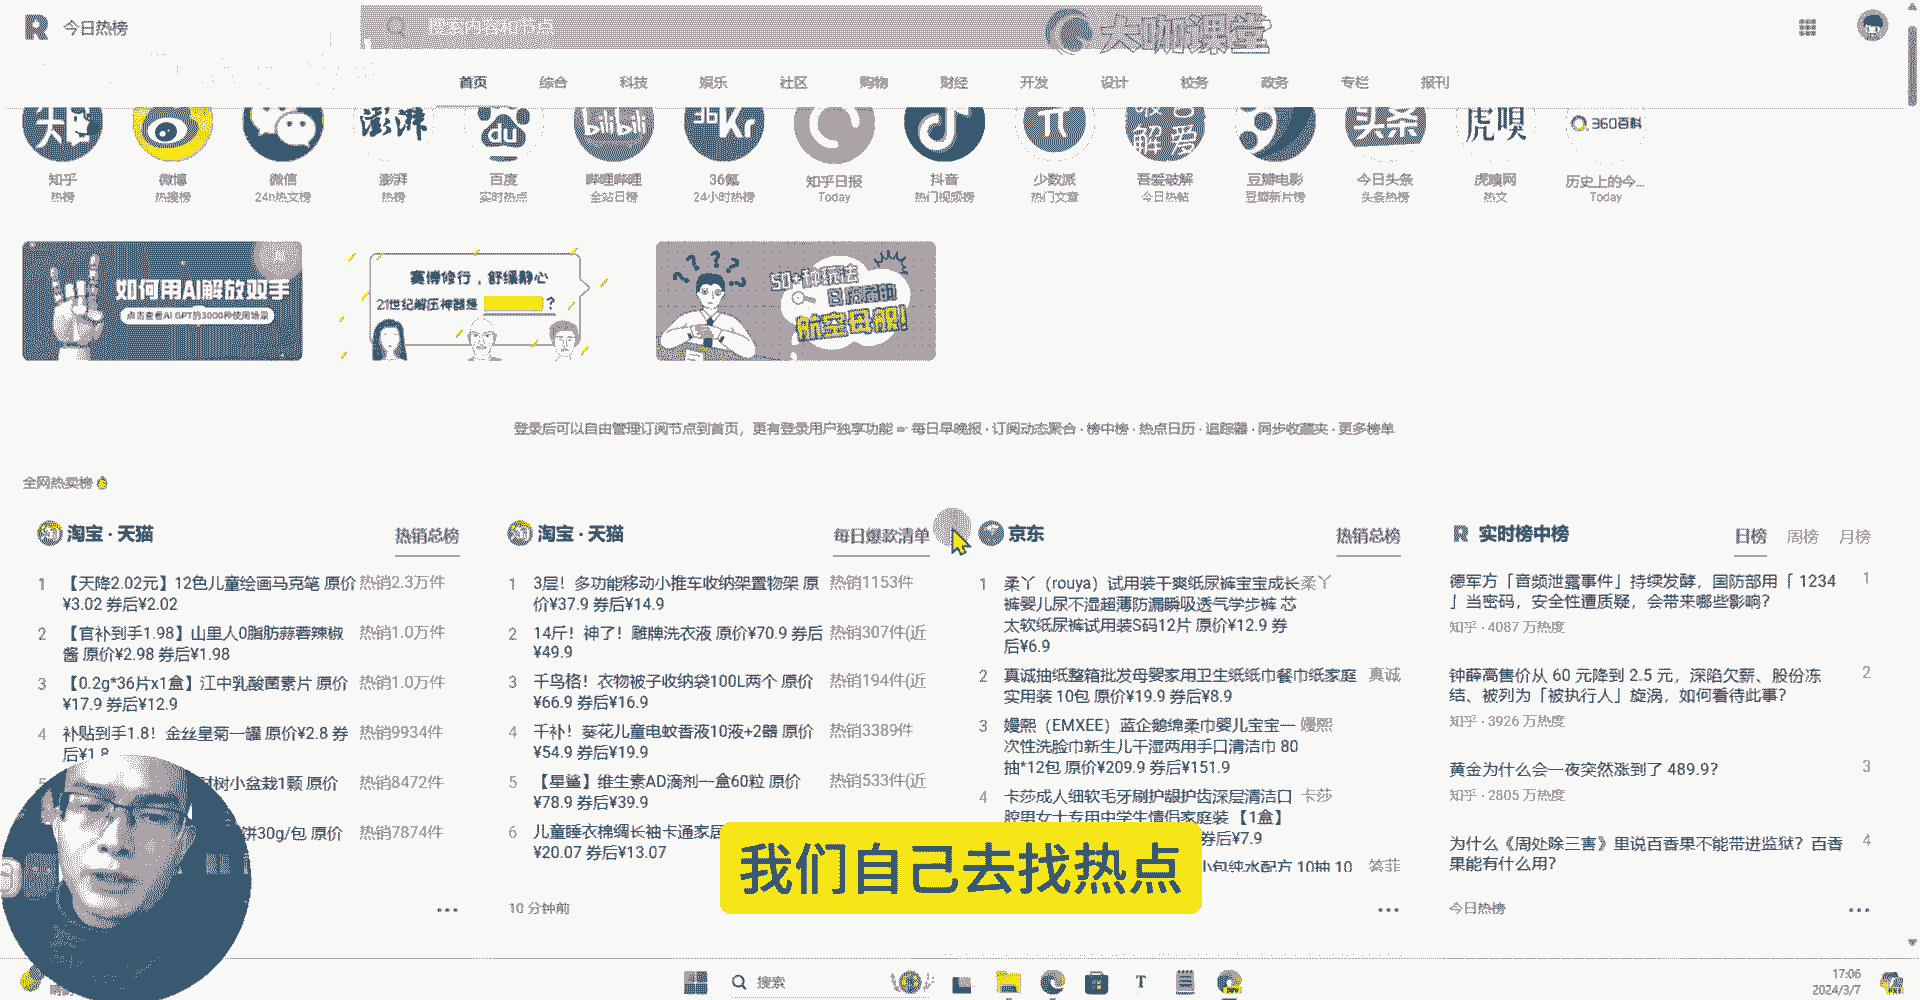 今日热榜
搜索内容和节点
大咖课堂
首页 综合 科技 娱乐 社区 购物 财经 开发 设计 校务 政务 专栏 报刊
澎湃 du bilibili 36Kr 解 爱 头条 虎嗅 360百科
知乎 微博 微信 澎湃 百度 哔哩哔哩 36氪 知乎日报 抖音 少数派 吾爱破解 豆瓣电影 今日头条 虎嗅网 历史上的今...
热榜 热搜榜 24h热文榜 热榜 实时热点 全站日榜 24小时热榜 Today 热门视频榜 热门文章 今日热帖 豆瓣新片榜 头条热榜 热文 Today
如何用AI解放双手
点击查看AI GPT的3000种使用场景
赛博修行，舒缓静心
21世纪解压神器是 ？
50+种玩法
航空母舰!
登录后可以自由管理订阅节点到首页，更有登录用户独享功能 ☞ 每日早晚报 · 订阅动态聚合 · 榜中榜 · 热点日历 · 追踪器 · 同步收藏夹 · 更多榜单
全网热卖榜
淘宝 · 天猫 热销总榜
1 【天降2.02元】12色儿童绘画马克笔 原价 热销2.3万件
¥3.02 券后¥2.02
2 【官补到手1.98】山里人0脂肪蒜蓉辣椒 热销1.0万件
酱 原价¥2.98 券后¥1.98
3 【0.2g*36片x1盒】江中乳酸菌素片 原价 热销1.0万件
¥17.9 券后¥12.9
4 补贴到手1.8！金丝皇菊一罐 原价¥2.8 券 热销9934件
后¥1.8
5 树小盆栽1颗 原价 热销8472件
饼30g/包 原价 热销7874件
淘宝 · 天猫 每日爆款清单
1 3层！多功能移动小推车收纳架置物架 原 热销1153件
价¥37.9 券后¥14.9
2 14斤！神了！雕牌洗衣液 原价¥70.9 券后 热销307件(近
¥49.9
3 千鸟格！衣物被子收纳袋100L两个 原价 热销194件(近
¥66.9 券后¥16.9
4 千补！葵花儿童电蚊香液10液+2器 原价 热销3389件
¥54.9 券后¥19.9
5 【星鲨】维生素AD滴剂一盒60粒 原价 热销533件(近
¥78.9 券后¥39.9
6 儿童睡衣棉绸长袖卡通家居
¥20.07 券后¥13.07
10 分钟前
京东 热销总榜
1 柔丫（rouya）试用装干爽纸尿裤宝宝成长 柔丫
裤婴儿尿不湿超薄防漏瞬吸透气学步裤 芯
太软纸尿裤试用装S码12片 原价¥12.9 券
后¥6.9
2 真诚抽纸整箱批发母婴家用卫生纸纸巾餐巾纸家庭 真诚
实用装 10包 原价¥19.9 券后¥8.9
3 嫚熙（EMXEE）蓝企鹅绵柔巾婴儿宝宝一 嫚熙
次性洗脸巾新生儿干湿两用手口清洁巾 80
抽*12包 原价¥209.9 券后¥151.9
4 卡莎成人细软毛牙刷护龈护齿深层清洁口 卡莎
腔男女士专用中学生情侣家庭装 【1盒】
券后¥7.9
小包纯水配方 10抽 10 答菲
实时榜中榜 日榜 周榜 月榜
德军方「音频泄露事件」持续发酵，国防部用「 1234 1
」当密码，安全性遭质疑，会带来哪些影响？
知乎 · 4087 万热度
钟薛高售价从 60 元降到 2.5 元，深陷欠薪、股份冻 2
结、被列为「被执行人」旋涡，如何看待此事？
知乎 · 3926 万热度
黄金为什么会一夜突然涨到了 489.9？ 3
知乎 · 2805 万热度
为什么《周处除三害》里说百香果不能带进监狱？百香 4
果能有什么用？
今日热榜
我们自己去找热点
搜索
17:06
2024/3/7